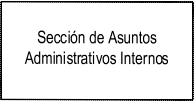 Sección de Asuntos
Administrativos Internos